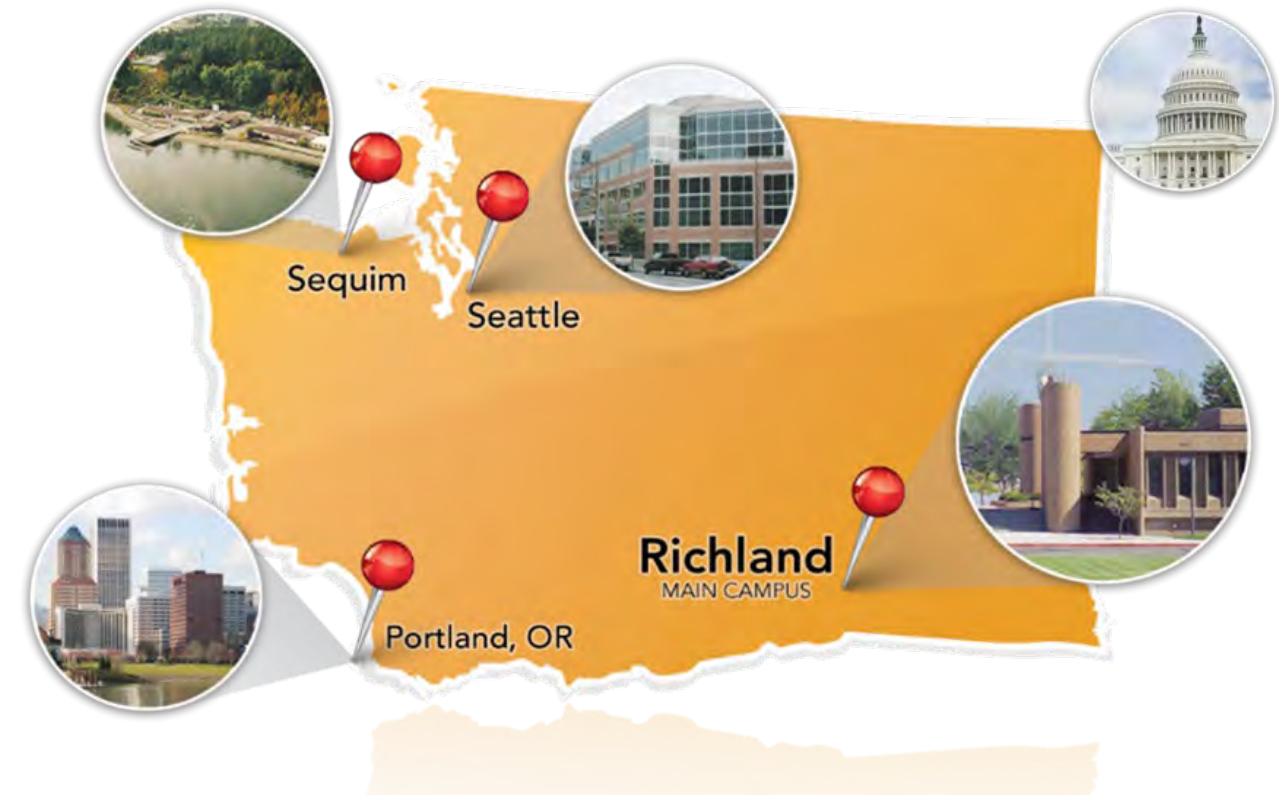 Sequim
Seattle
Richland
MAIN CAMPUS
Portland, OR